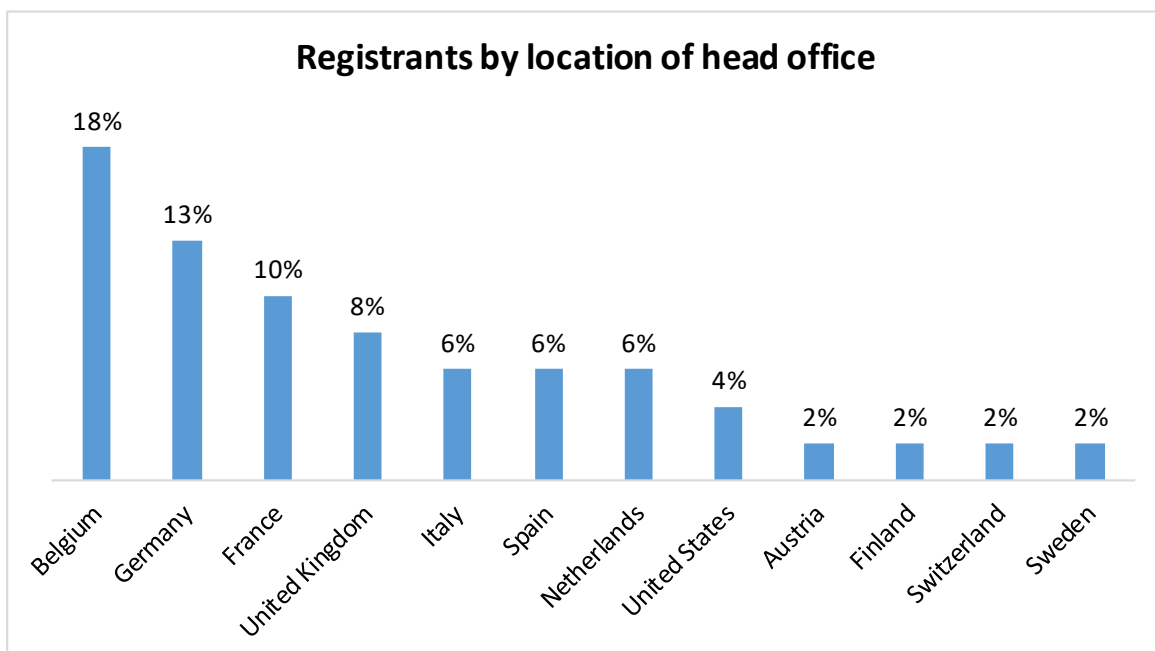 Registrants by location of head office
18%
13%
10%
8%
6%
6%
6%
4%
2%
2%
2%
2%
Belgium
Germany
France
United Kingdom
Italy
Spain
Netherlands
United States
Austria
Finland
Switzerland
Sweden